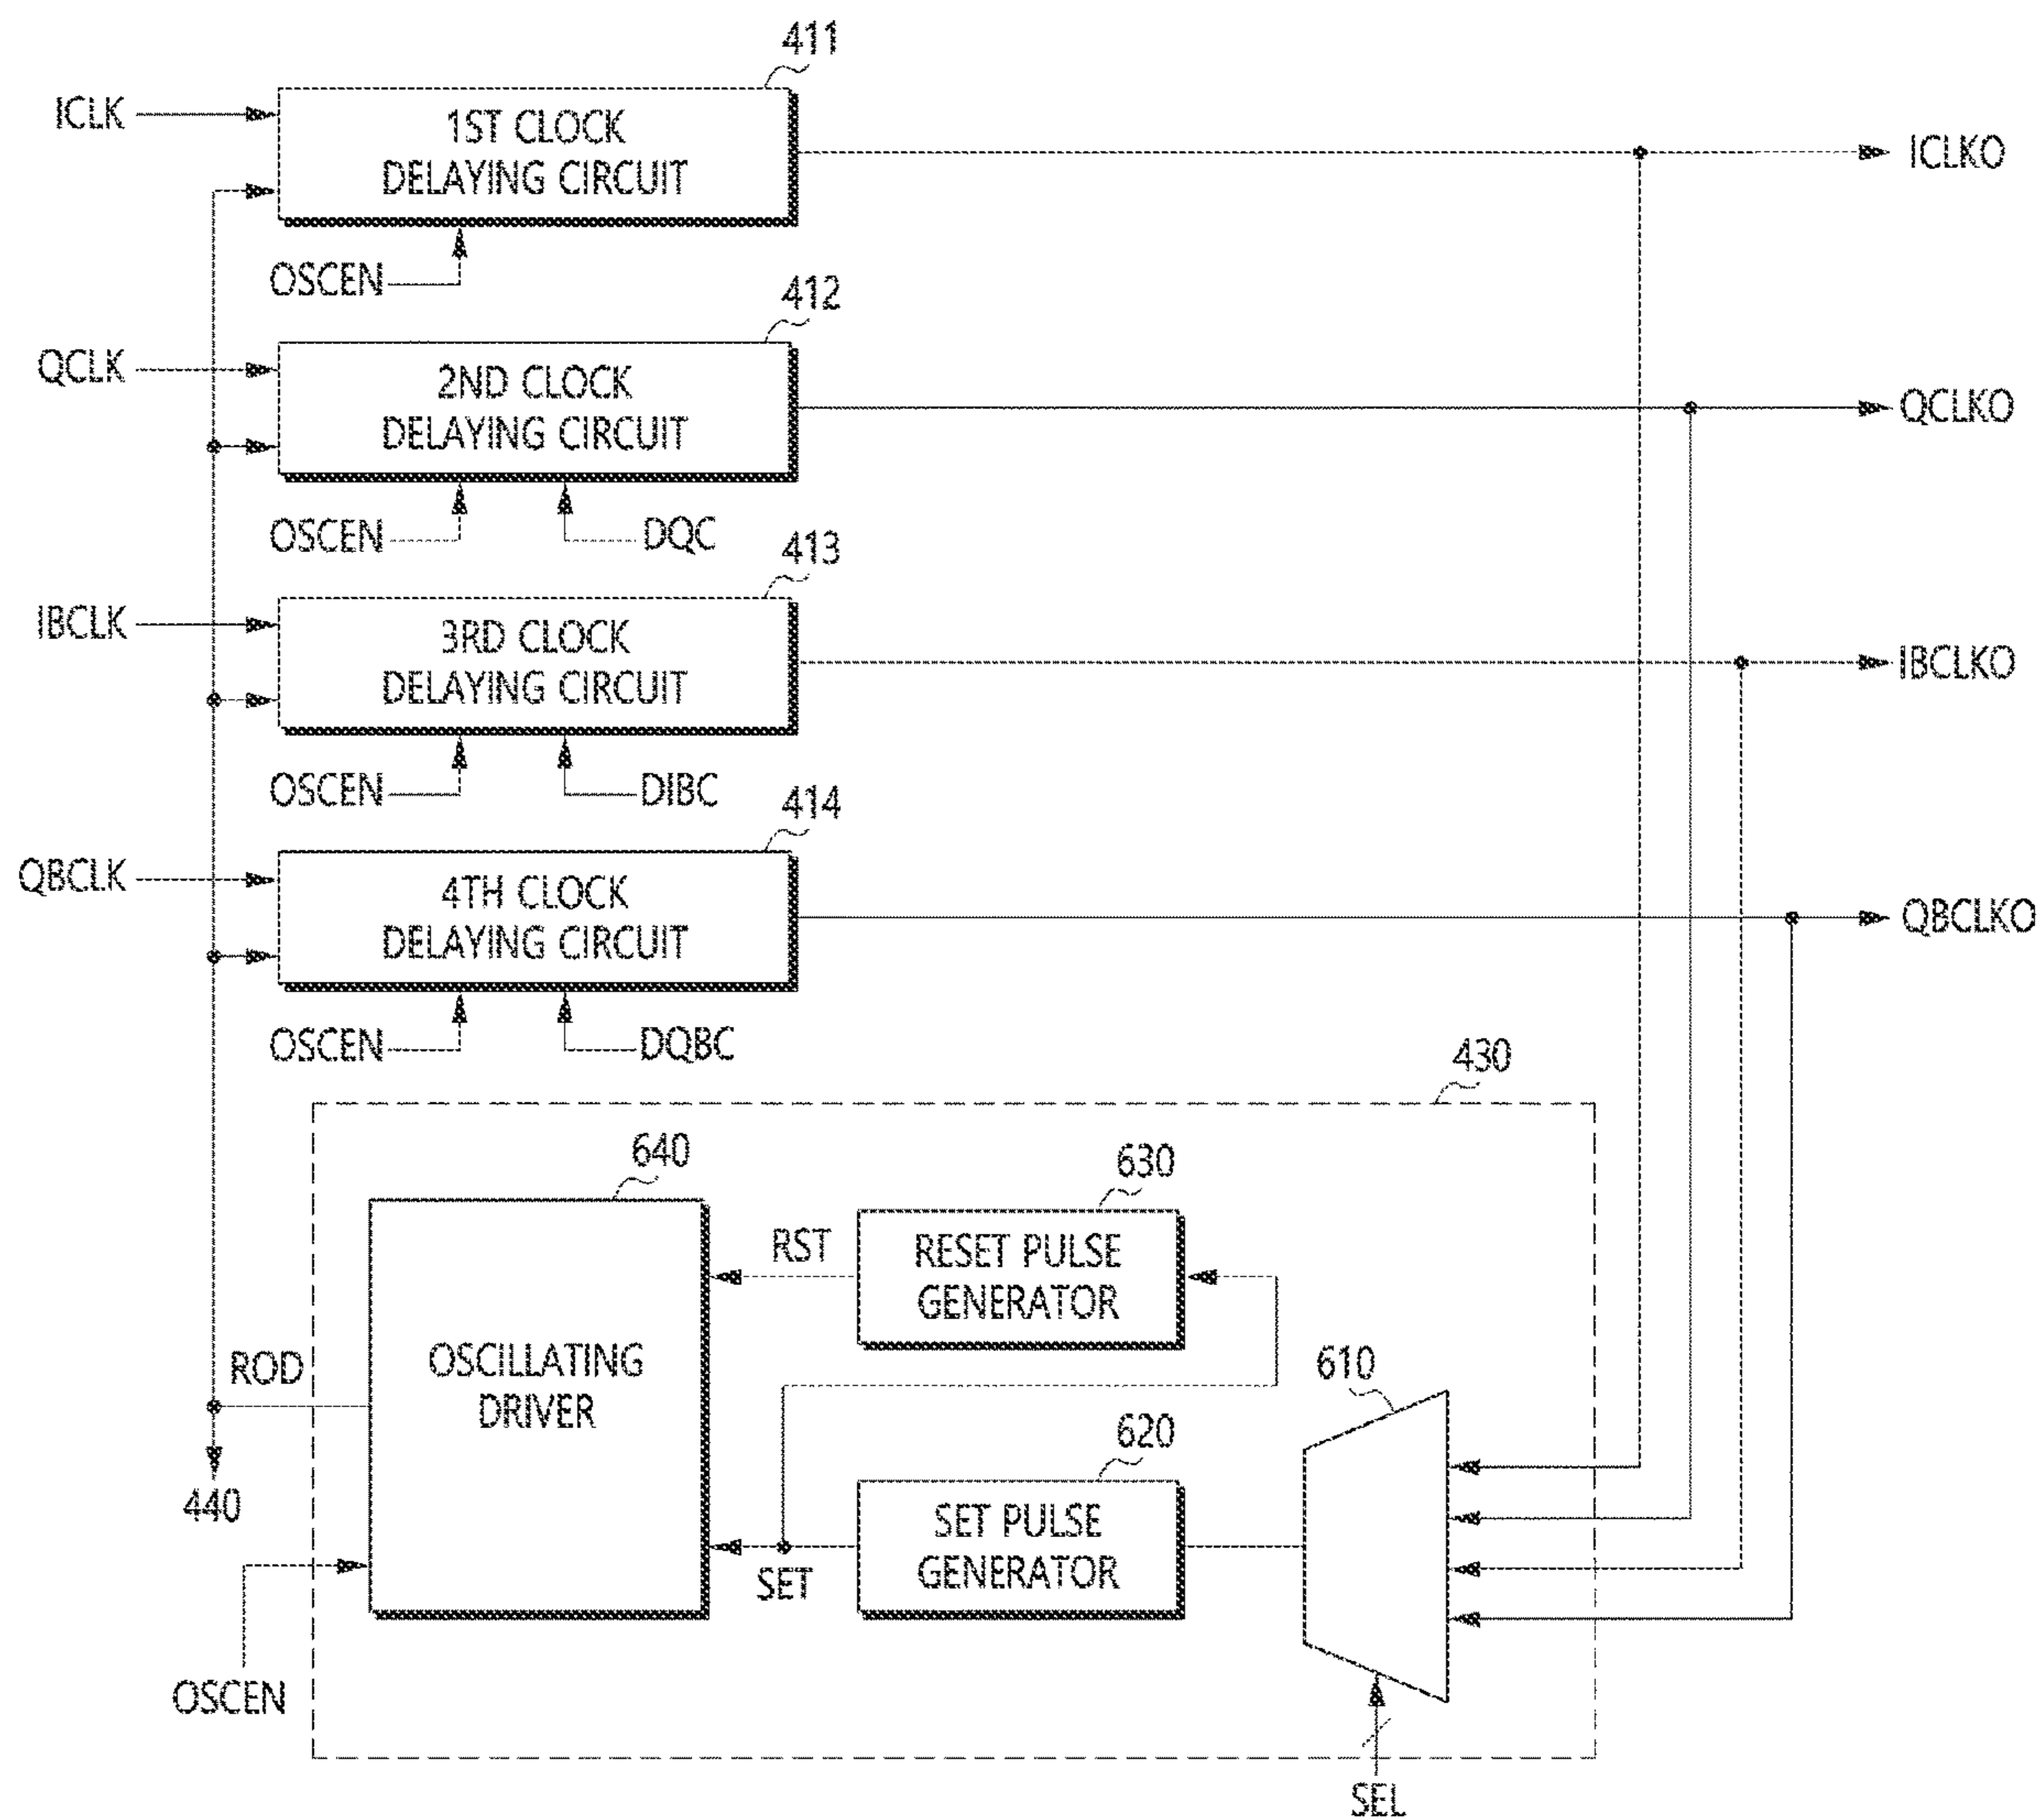 411
ICLK
1ST CLOCK
DELAYING CIRCUIT
ICLKO
OSCEN
412
QCLK
2ND CLOCK
DELAYING CIRCUIT
QCLKO
OSCEN
DQC
413
IBCLK
3RD CLOCK
DELAYING CIRCUIT
IBCLKO
OSCEN
DIBC
414
QBCLK
4TH CLOCK
DELAYING CIRCUIT
QBCLKO
OSCEN
DQBC
430
640
630
RST
RESET PULSE
GENERATOR
ROD
OSCILLATING
DRIVER
610
620
440
SET PULSE
GENERATOR
SET
OSCEN
SEL